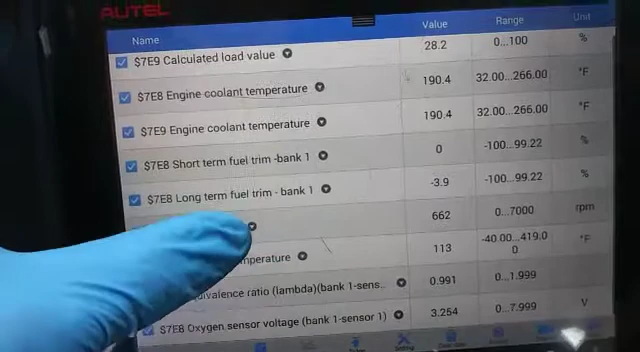 AUTEL
Name Value Range Unit
$7E9 Calculated load value 28.2 0...100 %
$7E8 Engine coolant temperature 190.4 32.00...266.00 °F
$7E9 Engine coolant temperature 190.4 32.00...266.00 °F
$7E8 Short term fuel trim -bank 1 0 -100...99.22 %
$7E8 Long term fuel trim - bank 1 -3.9 -100...99.22 %
662 0...7000 rpm
mperature 113 -40.00...419.00 °F
quivalence ratio (lambda)(bank 1-sens... 0.991 0...1.999
$7E8 Oxygen sensor voltage (bank 1-sensor 1) 3.254 0...7.999 V